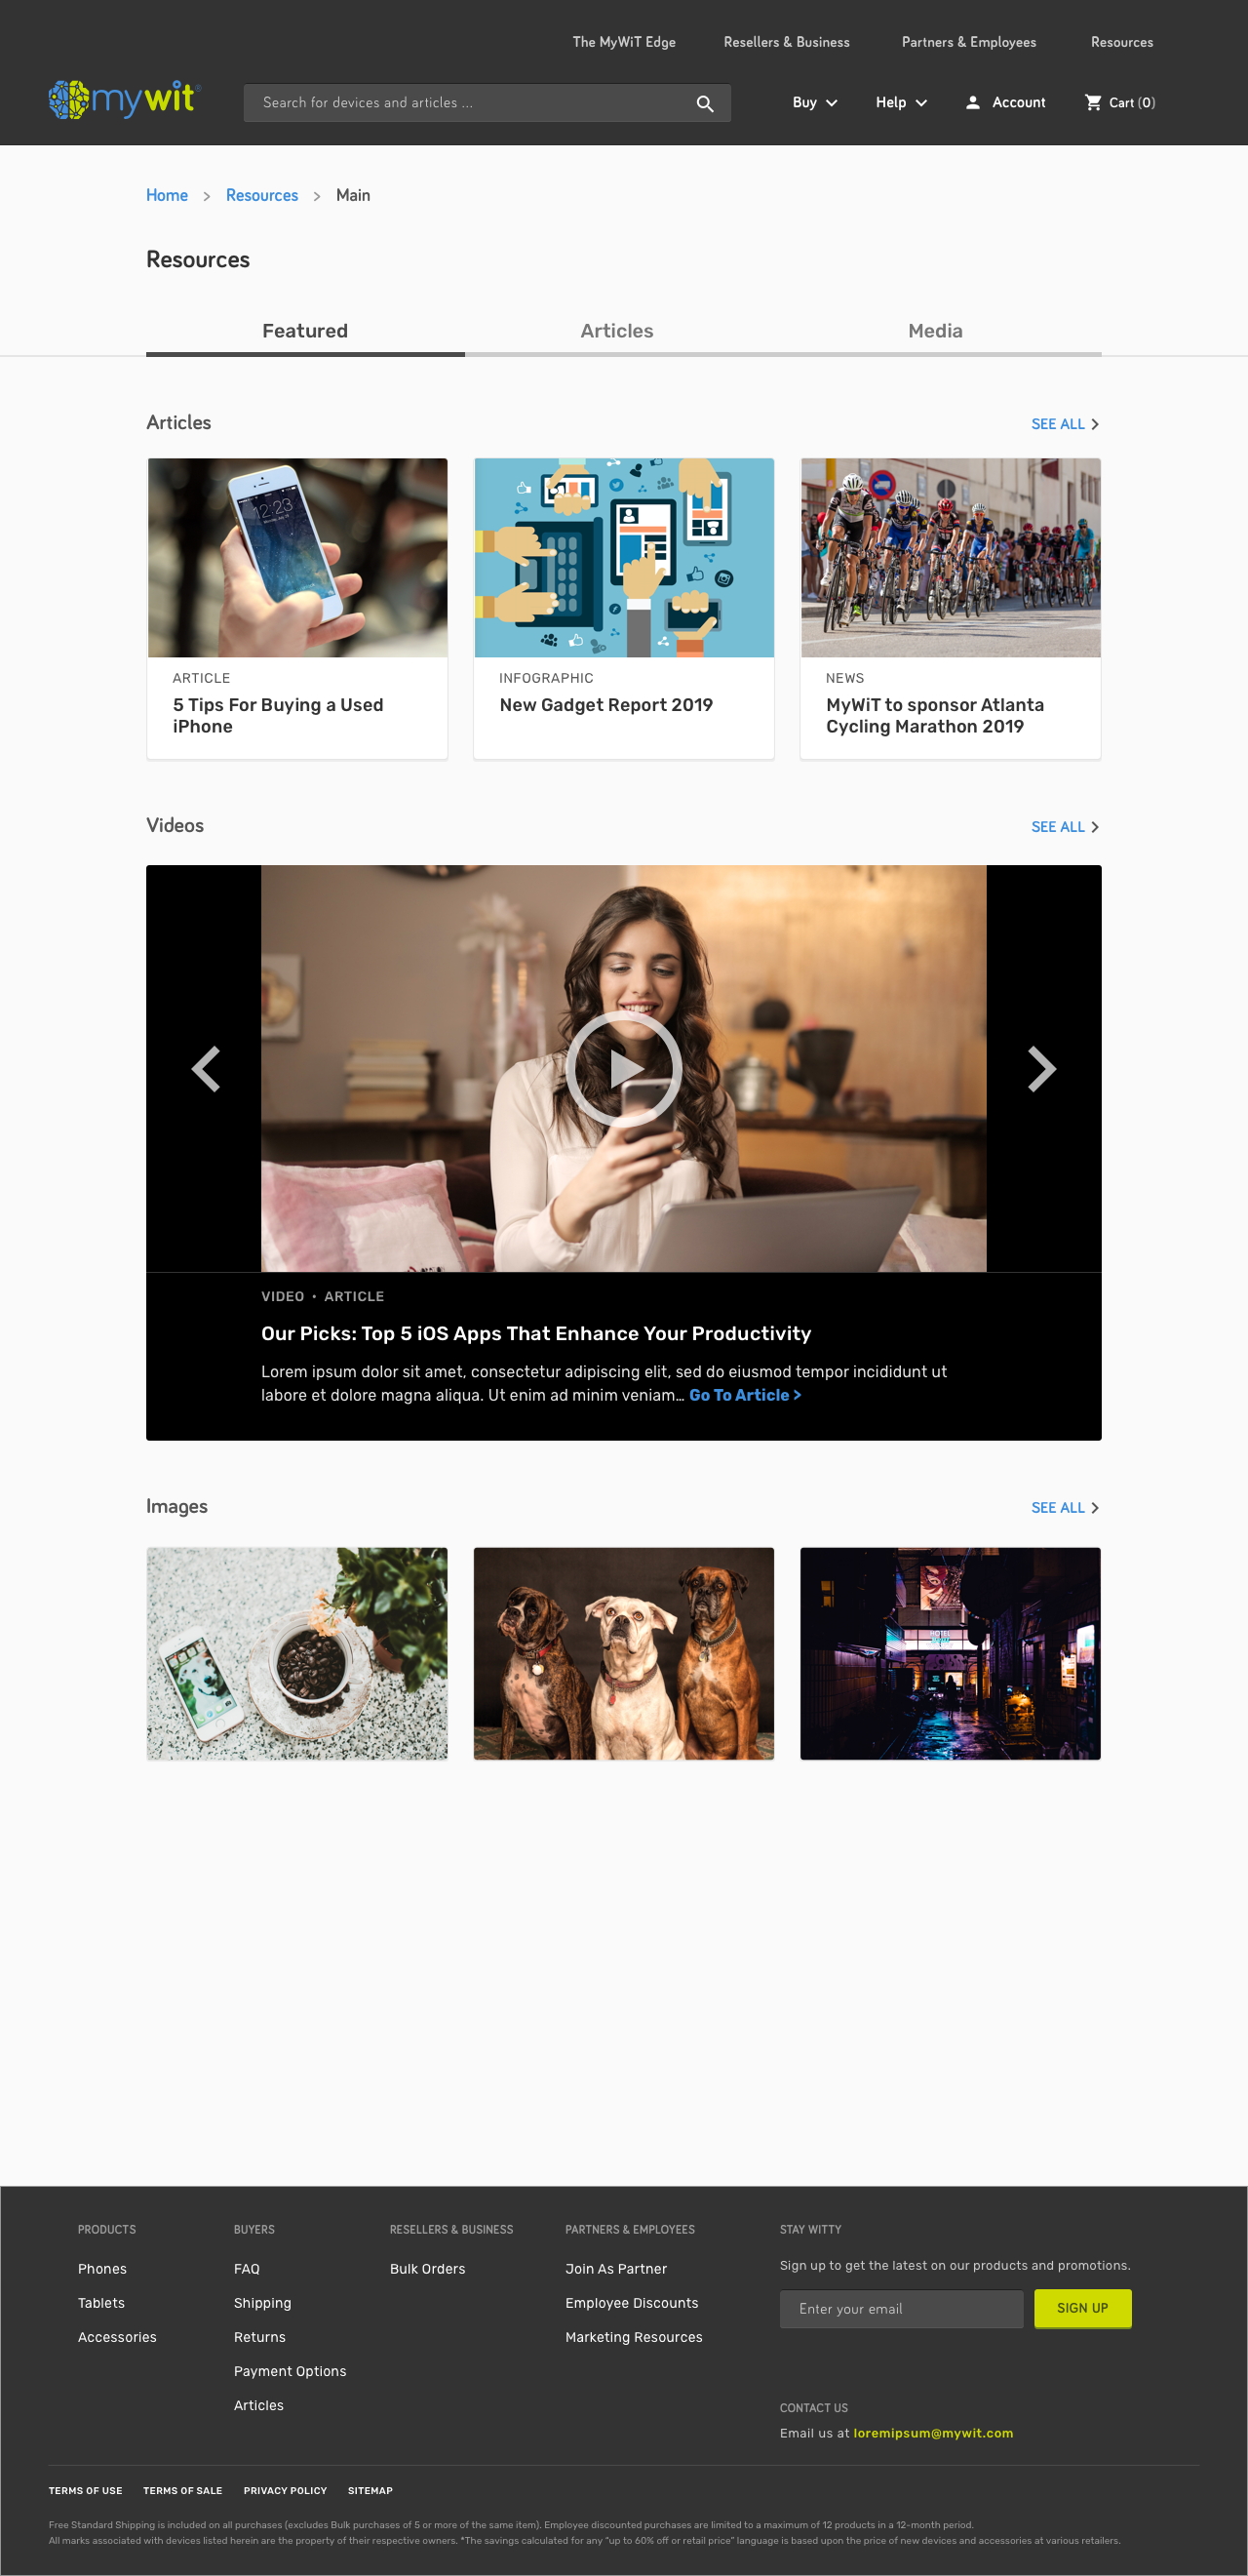 The MyWiT Edge Resellers & Business Partners & Employees Resources
mywit®
Search for devices and articles ...
Buy Help Account Cart (0)
Home > Resources > Main
Resources
Featured Articles Media
Articles SEE ALL
12:23
ARTICLE
5 Tips For Buying a Used
iPhone
INFOGRAPHIC
New Gadget Report 2019
NEWS
MyWiT to sponsor Atlanta
Cycling Marathon 2019
Videos SEE ALL
VIDEO • ARTICLE
Our Picks: Top 5 iOS Apps That Enhance Your Productivity
Lorem ipsum dolor sit amet, consectetur adipiscing elit, sed do eiusmod tempor incididunt ut
labore et dolore magna aliqua. Ut enim ad minim veniam... Go To Article >
Images SEE ALL
HOTEL
PRODUCTS
Phones
Tablets
Accessories
BUYERS
FAQ
Shipping
Returns
Payment Options
Articles
RESELLERS & BUSINESS
Bulk Orders
PARTNERS & EMPLOYEES
Join As Partner
Employee Discounts
Marketing Resources
STAY WITTY
Sign up to get the latest on our products and promotions.
Enter your email SIGN UP
CONTACT US
Email us at loremipsum@mywit.com
TERMS OF USE TERMS OF SALE PRIVACY POLICY SITEMAP
Free Standard Shipping is included on all purchases (excludes Bulk purchases of 5 or more of the same item). Employee discounted purchases are limited to a maximum of 12 products in a 12-month period.
All marks associated with devices listed herein are the property of their respective owners. *The savings calculated for any "up to 60% off or retail price" language is based upon the price of new devices and accessories at various retailers.